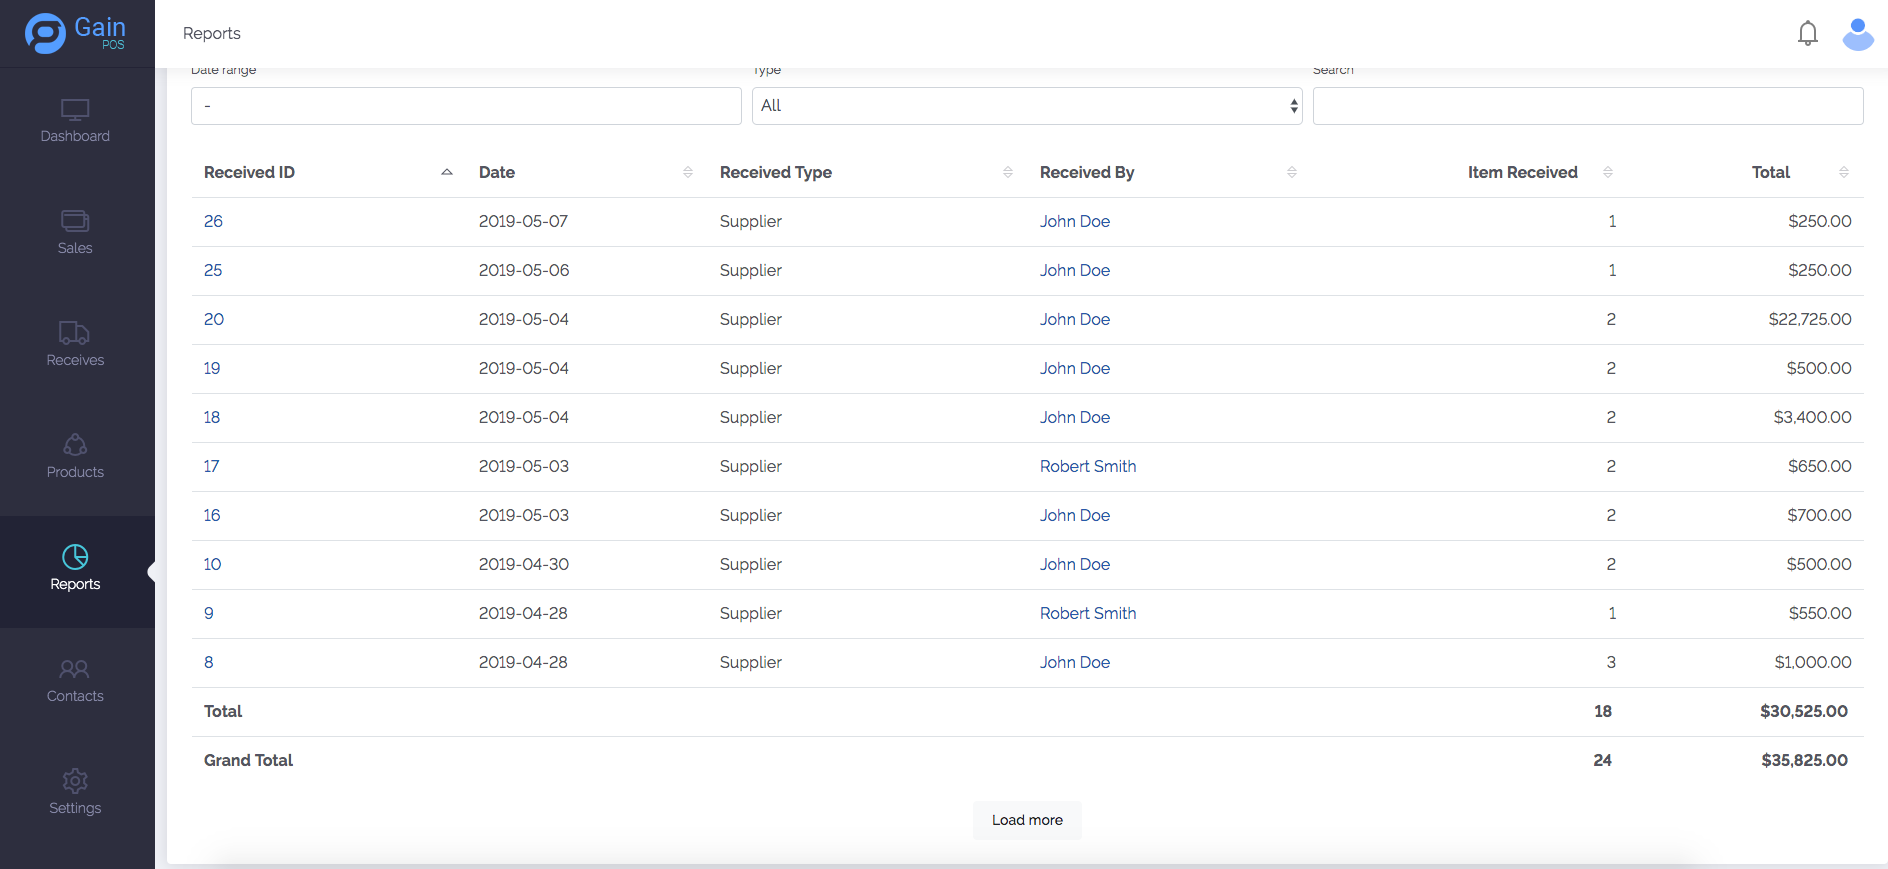 Gain
POS
Reports
Date range
Type
Search
-
All
Dashboard
Sales
Receives
Products
Reports
Contacts
Settings
Received ID Date Received Type Received By Item Received Total
26 2019-05-07 Supplier John Doe 1 $250.00
25 2019-05-06 Supplier John Doe 1 $250.00
20 2019-05-04 Supplier John Doe 2 $22,725.00
19 2019-05-04 Supplier John Doe 2 $500.00
18 2019-05-04 Supplier John Doe 2 $3,400.00
17 2019-05-03 Supplier Robert Smith 2 $650.00
16 2019-05-03 Supplier John Doe 2 $700.00
10 2019-04-30 Supplier John Doe 2 $500.00
9 2019-04-28 Supplier Robert Smith 1 $550.00
8 2019-04-28 Supplier John Doe 3 $1,000.00
Total 18 $30,525.00
Grand Total 24 $35,825.00
Load more